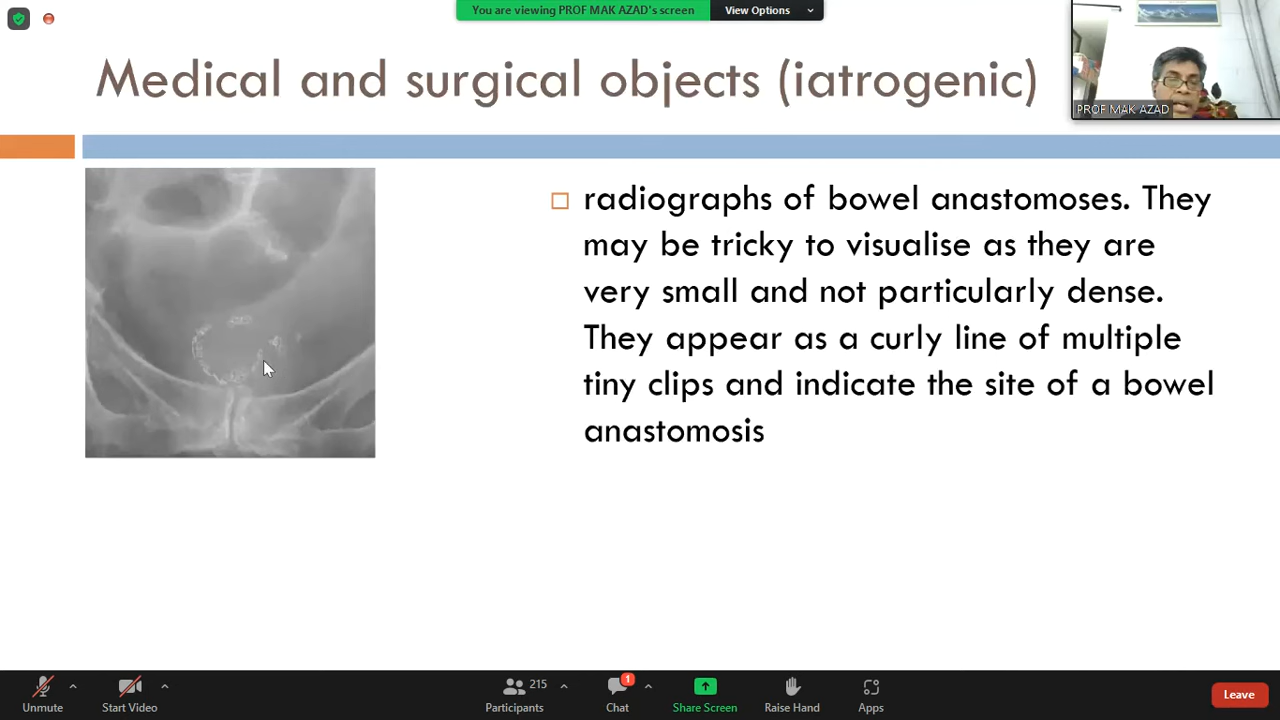 You are viewing PROF MAK AZAD's screen
View Options
Medical and surgical objects (iatrogenic)
PROF MAK AZAD
radiographs of bowel anastomoses. They
may be tricky to visualise as they are
very small and not particularly dense.
They appear as a curly line of multiple
tiny clips and indicate the site of a bowel
anastomosis
215
1
Unmute
Start Video
Participants
Chat
Share Screen
Raise Hand
Apps
Leave